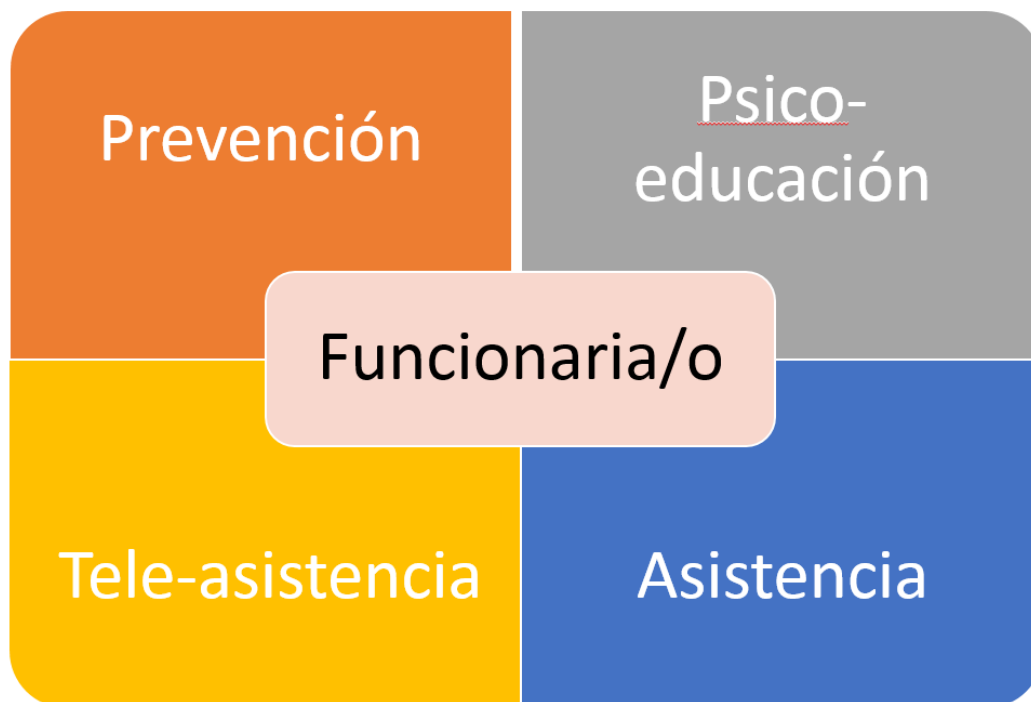 Prevención
Psico-
educación
Funcionaria/o
Tele-asistencia
Asistencia